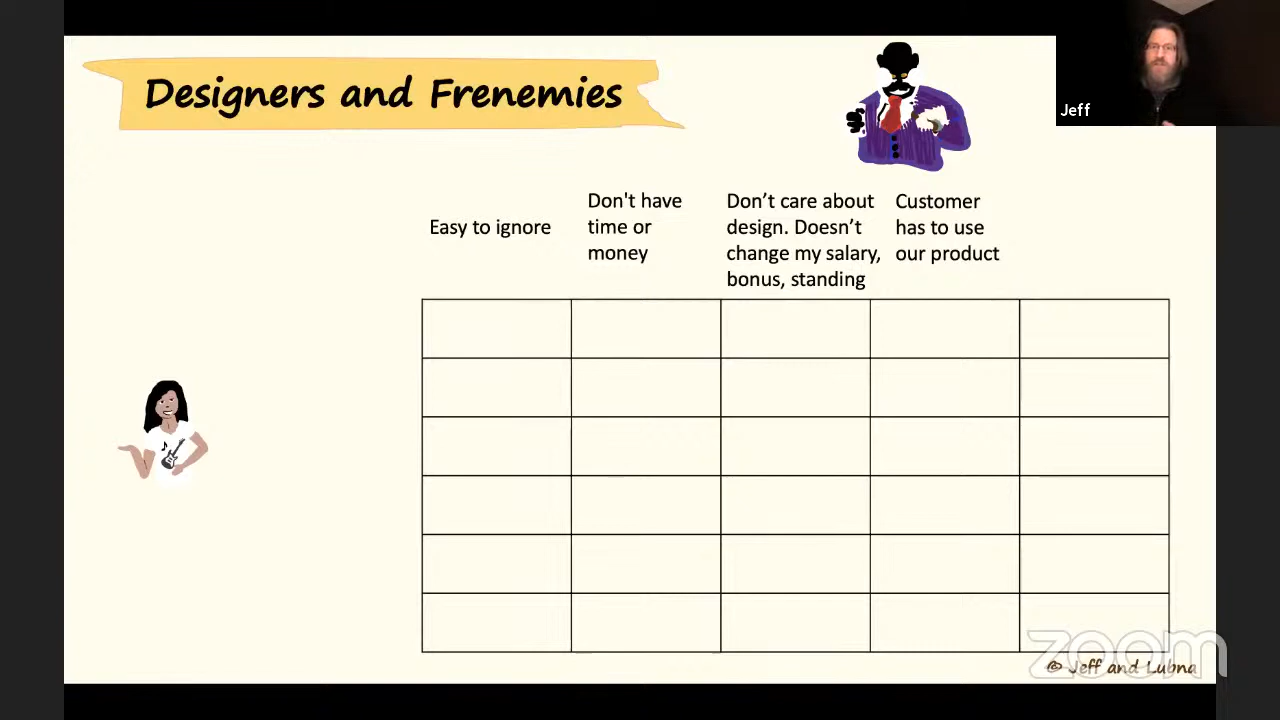 Designers and Frenemies
Jeff
Easy to ignore
Don't have
time or
money
Don’t care about
design. Doesn’t
change my salary,
bonus, standing
Customer
has to use
our product
zoom
© Jeff and Lubna